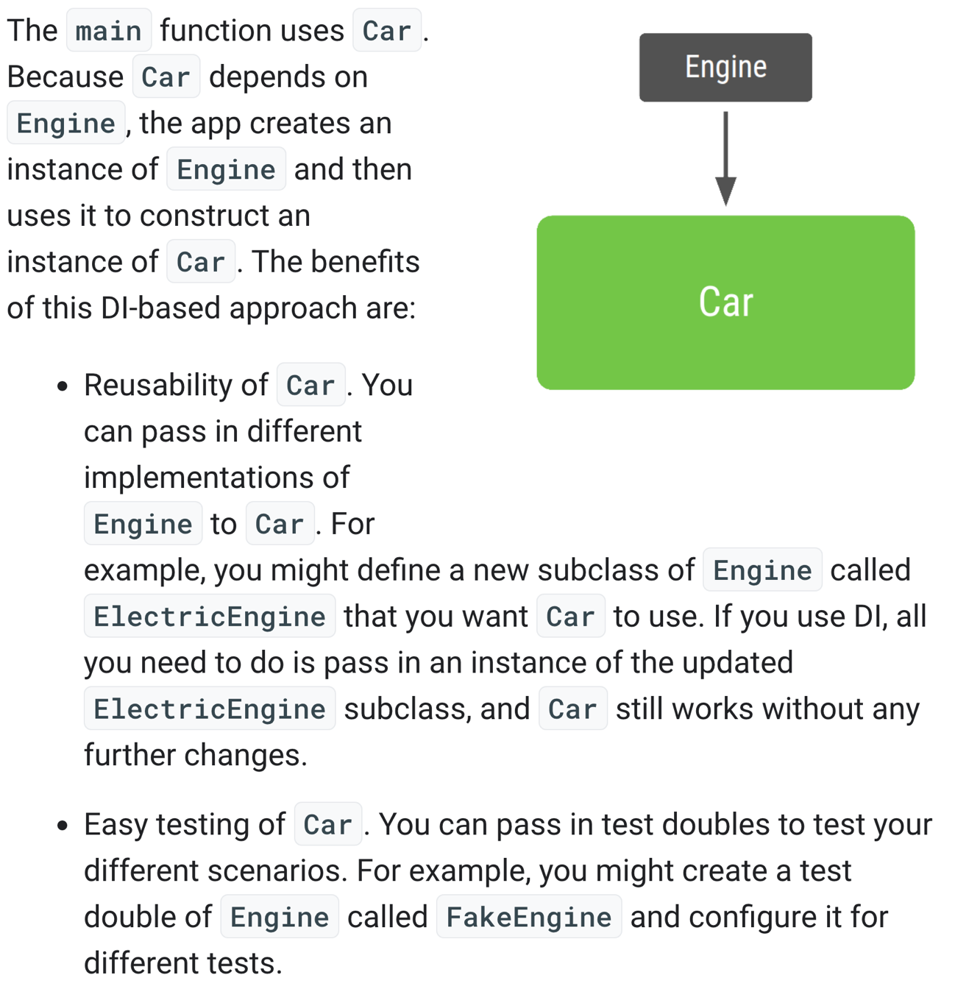 The main function uses Car.
Because Car depends on
Engine, the app creates an
instance of Engine and then
uses it to construct an
instance of Car. The benefits
of this DI-based approach are:
Engine
Car
• Reusability of Car. You
can pass in different
implementations of
Engine to Car. For
example, you might define a new subclass of Engine called
ElectricEngine that you want Car to use. If you use DI, all
you need to do is pass in an instance of the updated
ElectricEngine subclass, and Car still works without any
further changes.
• Easy testing of Car. You can pass in test doubles to test your
different scenarios. For example, you might create a test
double of Engine called FakeEngine and configure it for
different tests.